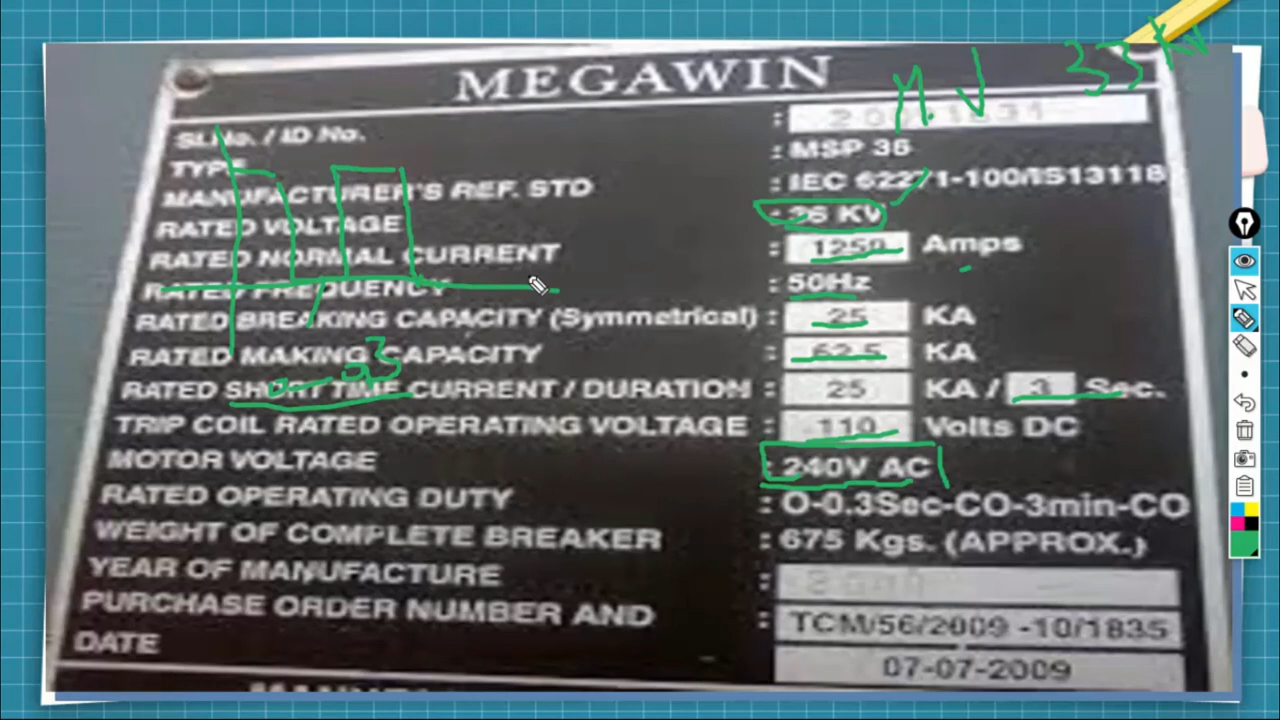 MEGAWIN
M.V 33 KV
SI.No. / ID No. :
TYPE : MSP 36
MANUFACTURER'S REF. STD : IEC 62271-100/IS13118
RATED VOLTAGE : 36 KV
RATED NORMAL CURRENT : 1250 Amps
RATED FREQUENCY : 50Hz
RATED BREAKING CAPACITY (Symmetrical) : 25 KA
RATED MAKING CAPACITY : 62.5 KA
RATED SHORT TIME CURRENT / DURATION : 25 KA / 3 Sec.
TRIP COIL RATED OPERATING VOLTAGE : 110 Volts DC
MOTOR VOLTAGE : 240V AC
RATED OPERATING DUTY : O-0.3Sec-CO-3min-CO
WEIGHT OF COMPLETE BREAKER : 675 Kgs. (APPROX.)
YEAR OF MANUFACTURE :
PURCHASE ORDER NUMBER AND : TCM/56/2009 -10/1835
DATE 07-07-2009